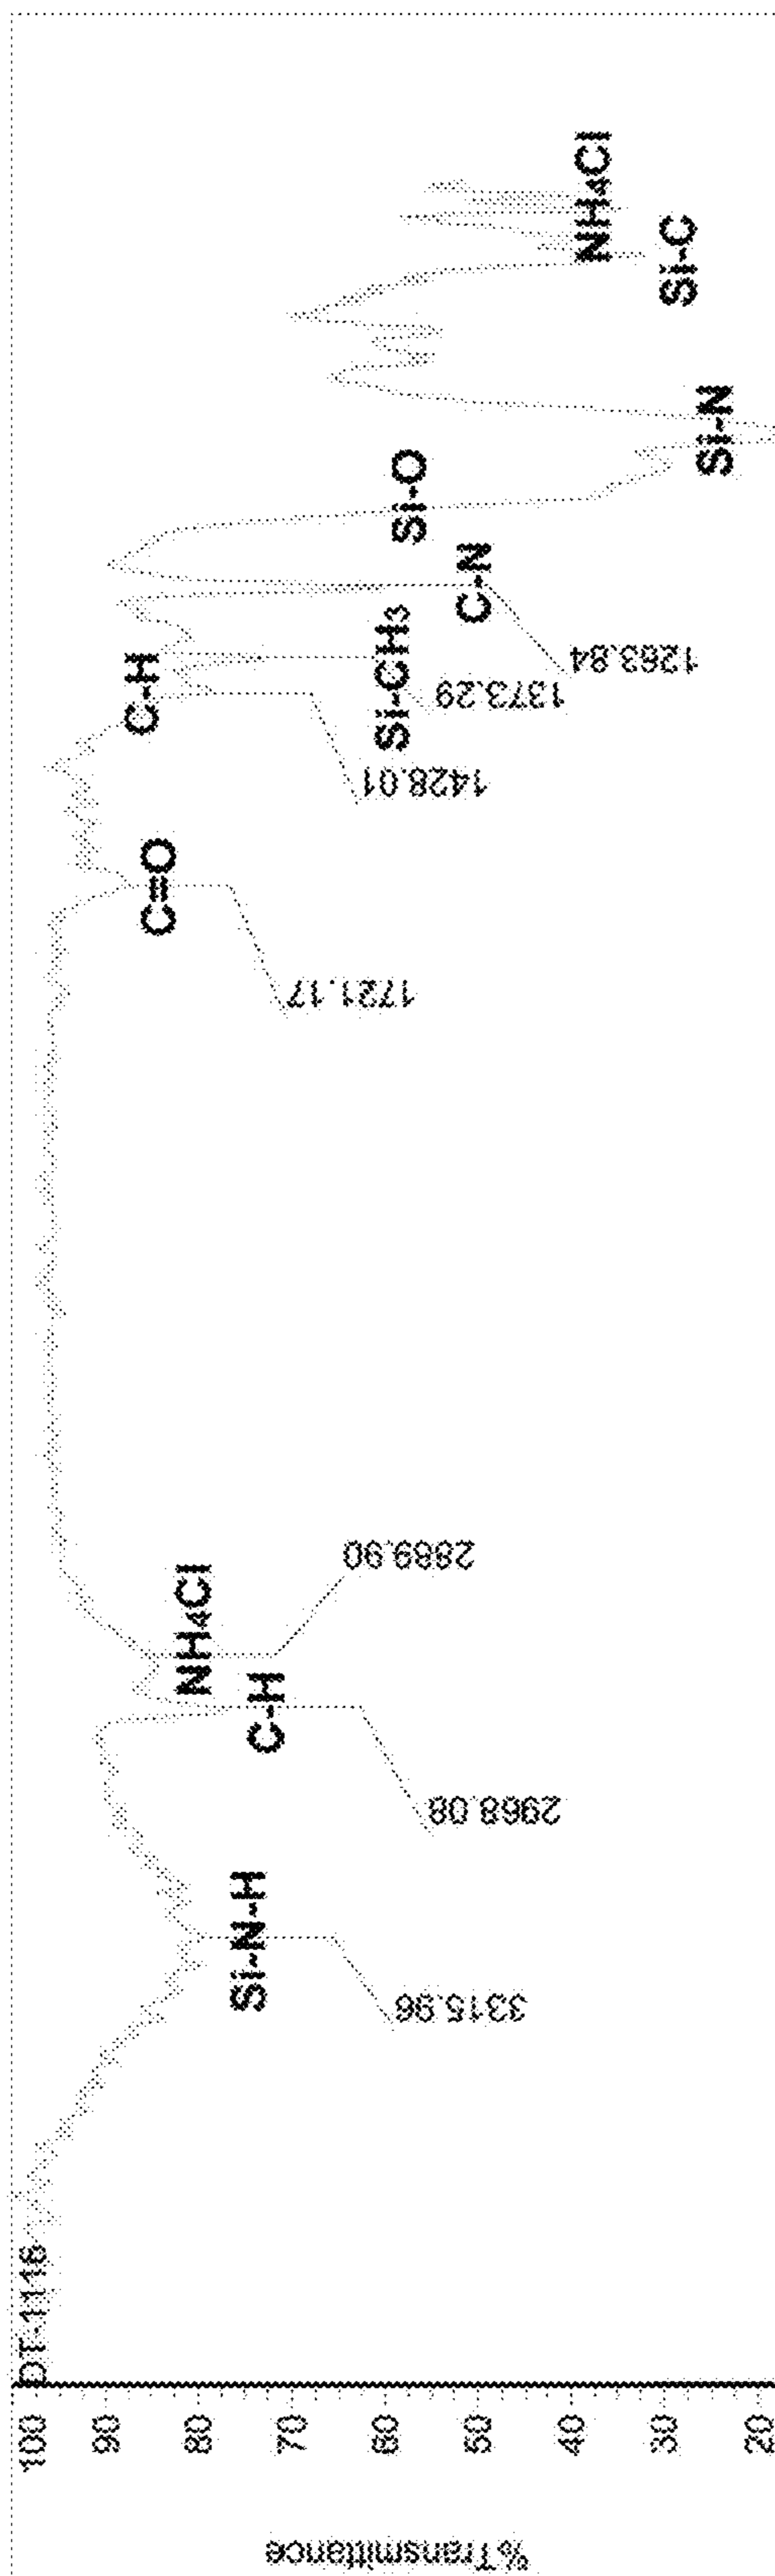 DT-1116
%Transmittance
100
90
80
70
60
50
40
30
20
Si-N-H
3315.96
C-H
2968.08
NH₄Cl
2889.90
C=O
1721.17
C-H
1428.01
Si-CH₃
1373.29
C-N
1263.84
Si-O
Si-N
Si-C
NH₄Cl